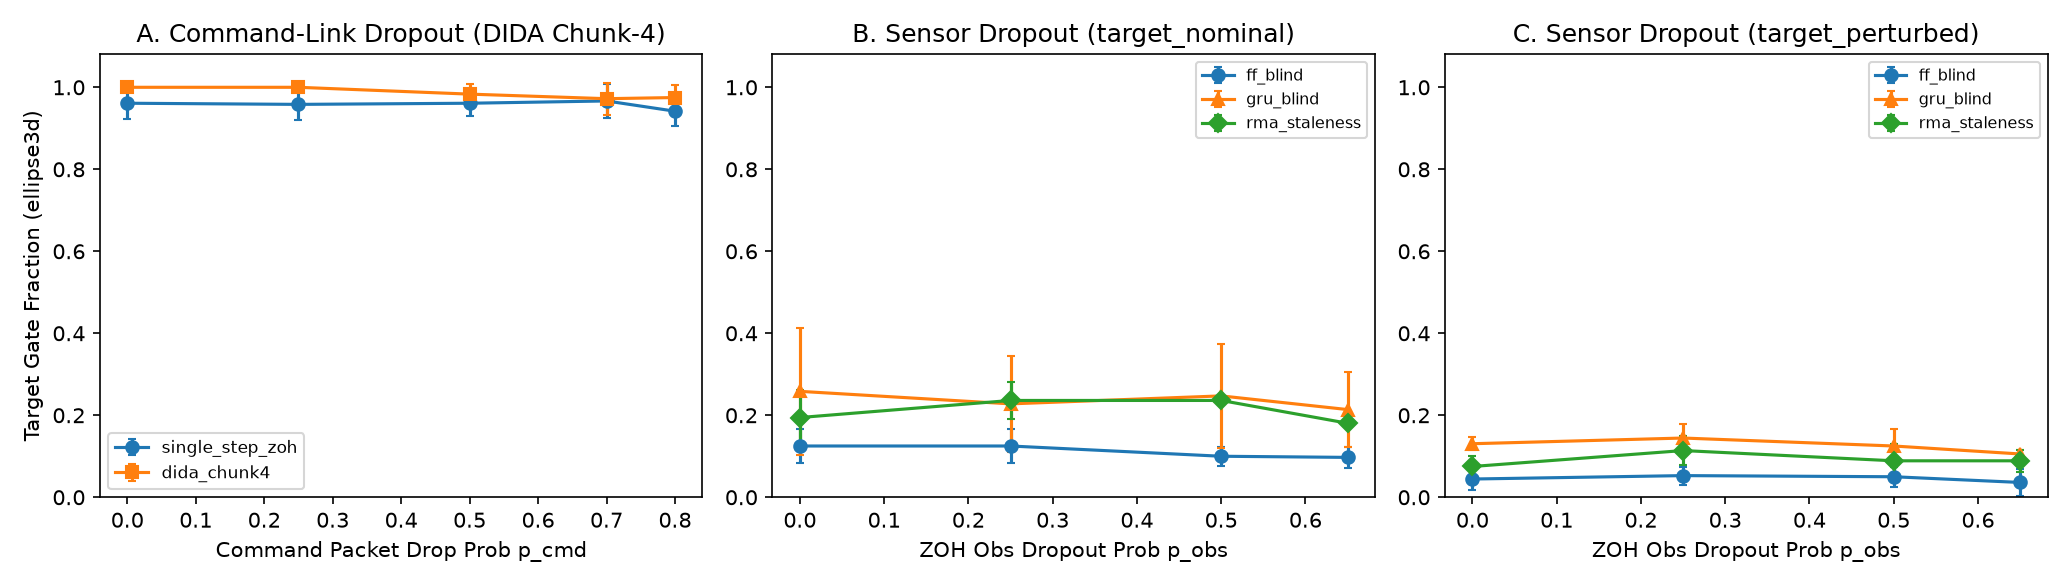 A. Command-Link Dropout (DIDA Chunk-4)
Target Gate Fraction (ellipse3d)
1.0
0.8
0.6
0.4
0.2
0.0
single_step_zoh
dida_chunk4
0.0 0.1 0.2 0.3 0.4 0.5 0.6 0.7 0.8
Command Packet Drop Prob p_cmd
B. Sensor Dropout (target_nominal)
1.0
0.8
0.6
0.4
0.2
0.0
ff_blind
gru_blind
rma_staleness
0.0 0.1 0.2 0.3 0.4 0.5 0.6
ZOH Obs Dropout Prob p_obs
C. Sensor Dropout (target_perturbed)
1.0
0.8
0.6
0.4
0.2
0.0
ff_blind
gru_blind
rma_staleness
0.0 0.1 0.2 0.3 0.4 0.5 0.6
ZOH Obs Dropout Prob p_obs